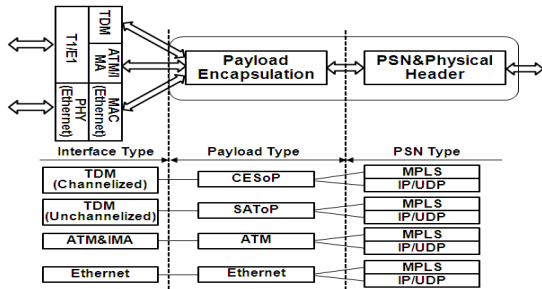 T1/E1
PHY
(Ethernet)
TDM
ATM/I
MA
MAC
(Ethernet)
Payload
Encapsulation
PSN&Physical
Header
Interface Type
Payload Type
PSN Type
TDM
(Channelized)
CESoP
MPLS
IP/UDP
TDM
(Unchannelized)
SAToP
MPLS
IP/UDP
ATM&IMA
ATM
MPLS
IP/UDP
Ethernet
Ethernet
MPLS
IP/UDP